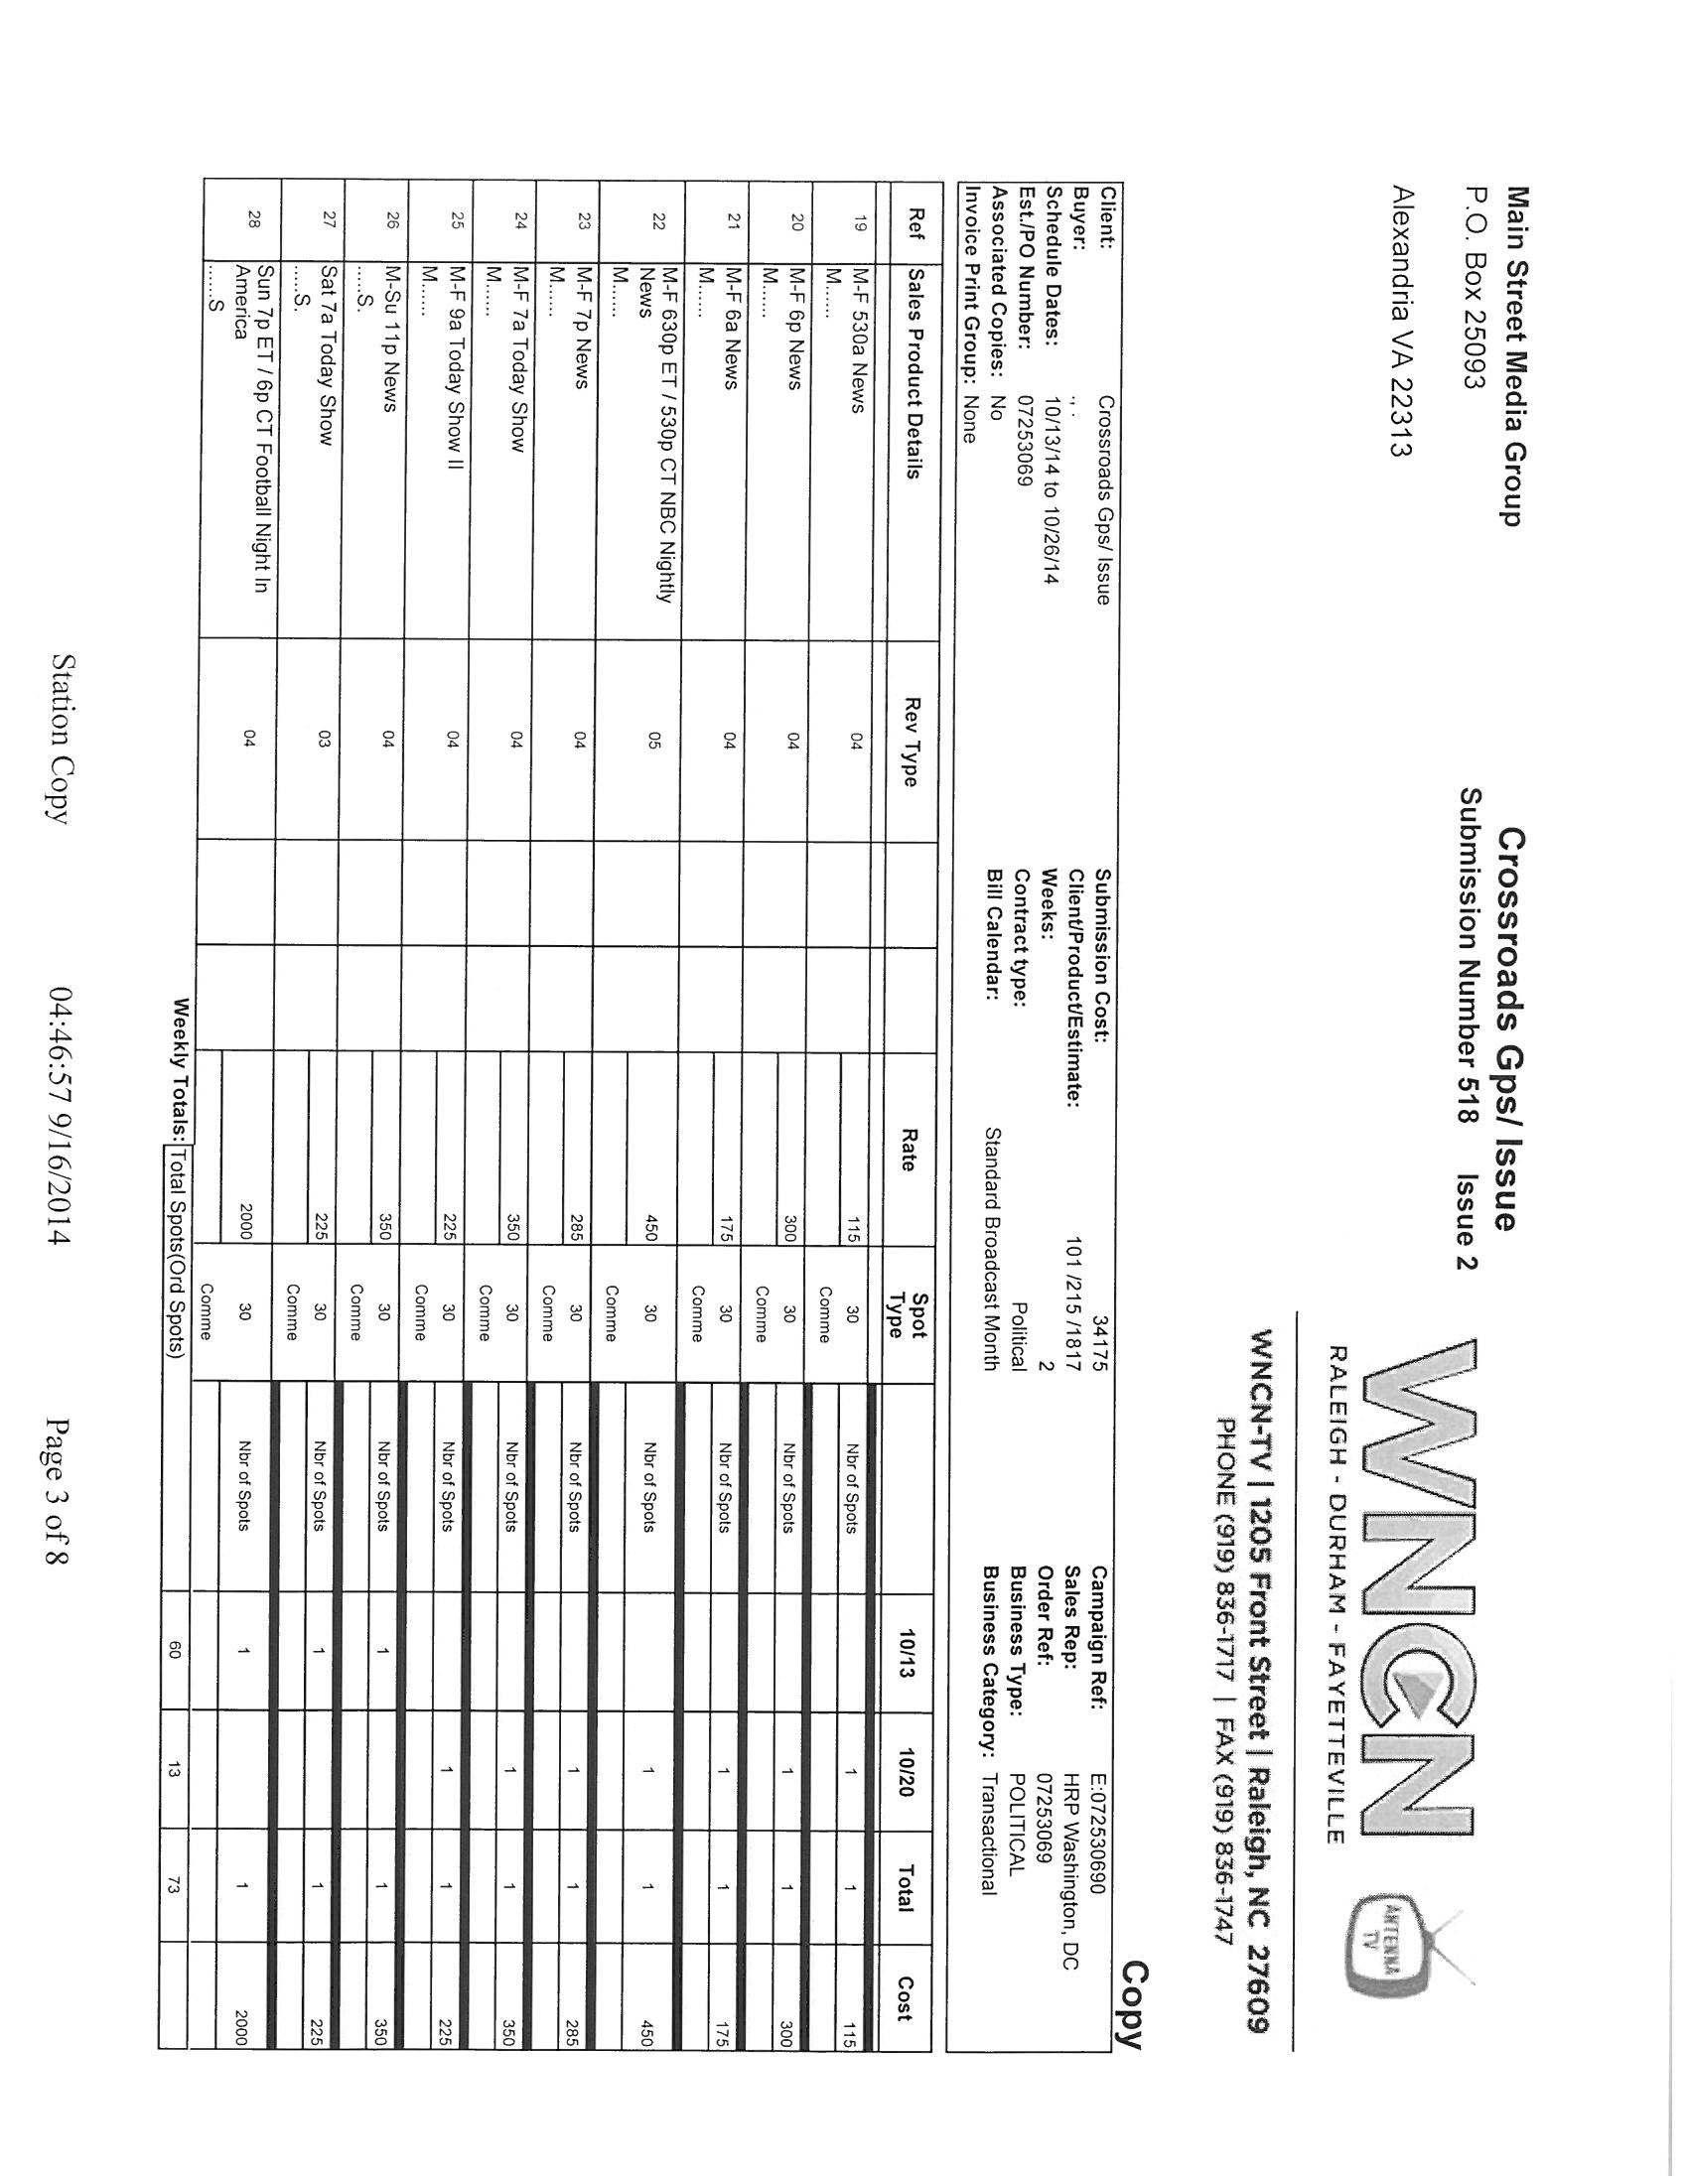 Main Street Media Group
P.O. Box 25093
Alexandria VA 22313
Crossroads Gps/ Issue
Submission Number 518 Issue 2
WNCN
RALEIGH - DURHAM - FAYETTEVILLE
ANTENNA
TV
WNCN-TV | 1205 Front Street | Raleigh, NC 27609
PHONE (919) 836-1717 | FAX (919) 836-1747
Copy
Client: Crossroads Gps/ Issue Submission Cost: 34175 Campaign Ref: E:072530690
Buyer: , . Client/Product/Estimate: 101 /215 /1817 Sales Rep: HRP Washington, DC
Schedule Dates: 10/13/14 to 10/26/14 Weeks: 2 Order Ref: 07253069
Est./PO Number: 07253069 Contract type: Political Business Type: POLITICAL
Associated Copies: No Bill Calendar: Standard Broadcast Month Business Category: Transactional
Invoice Print Group: None
Ref Sales Product Details Rev Type Rate Spot Type 10/13 10/20 Total Cost
19 M-F 530a News 04 115 30 Nbr of Spots 1 1 115
M...... Comme
20 M-F 6p News 04 300 30 Nbr of Spots 1 1 300
M...... Comme
21 M-F 6a News 04 175 30 Nbr of Spots 1 1 175
M...... Comme
22 M-F 630p ET / 530p CT NBC Nightly
News 05 450 30 Nbr of Spots 1 1 450
M...... Comme
23 M-F 7p News 04 285 30 Nbr of Spots 1 1 285
M...... Comme
24 M-F 7a Today Show 04 350 30 Nbr of Spots 1 1 350
M...... Comme
25 M-F 9a Today Show II 04 225 30 Nbr of Spots 1 1 225
M...... Comme
26 M-Su 11p News 04 350 30 Nbr of Spots 1 1 350
.....S. Comme
27 Sat 7a Today Show 03 225 30 Nbr of Spots 1 1 225
.....S. Comme
28 Sun 7p ET / 6p CT Football Night In
America 04 2000 30 Nbr of Spots 1 1 2000
......S Comme
Weekly Totals: Total Spots(Ord Spots) 60 13 73
Station Copy 04:46:57 9/16/2014 Page 3 of 8